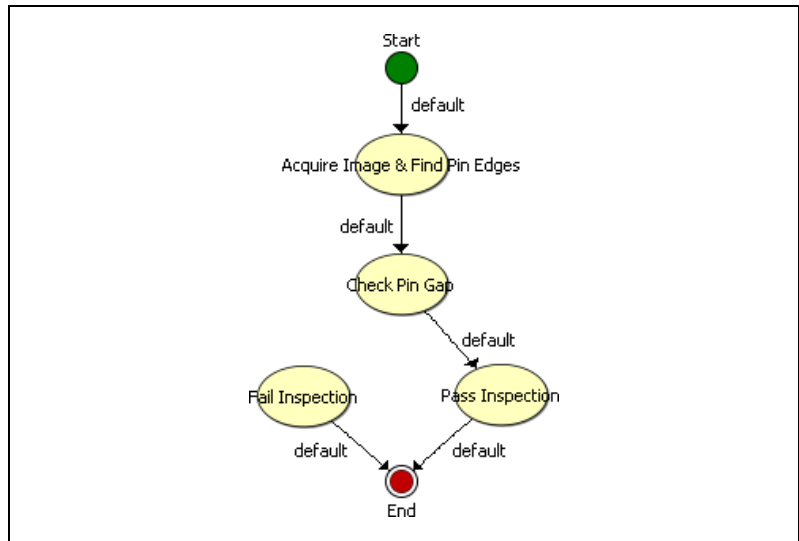 Start
default
Acquire Image & Find Pin Edges
default
Check Pin Gap
default
Fail Inspection
Pass Inspection
default
default
End